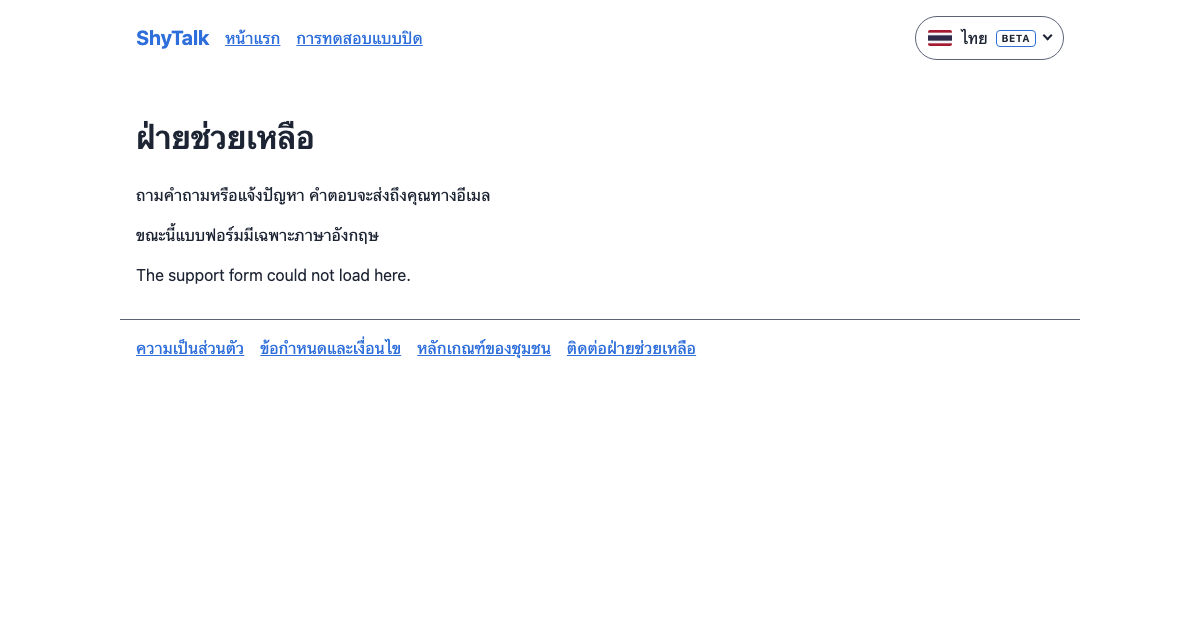 ShyTalk หน้าแรก การทดสอบแบบปิด ไทย BETA
ฝ่ายช่วยเหลือ
ถามคำถามหรือแจ้งปัญหา คำตอบจะส่งถึงคุณทางอีเมล
ขณะนี้แบบฟอร์มมีเฉพาะภาษาอังกฤษ
The support form could not load here.
ความเป็นส่วนตัว ข้อกำหนดและเงื่อนไข หลักเกณฑ์ของชุมชน ติดต่อฝ่ายช่วยเหลือ